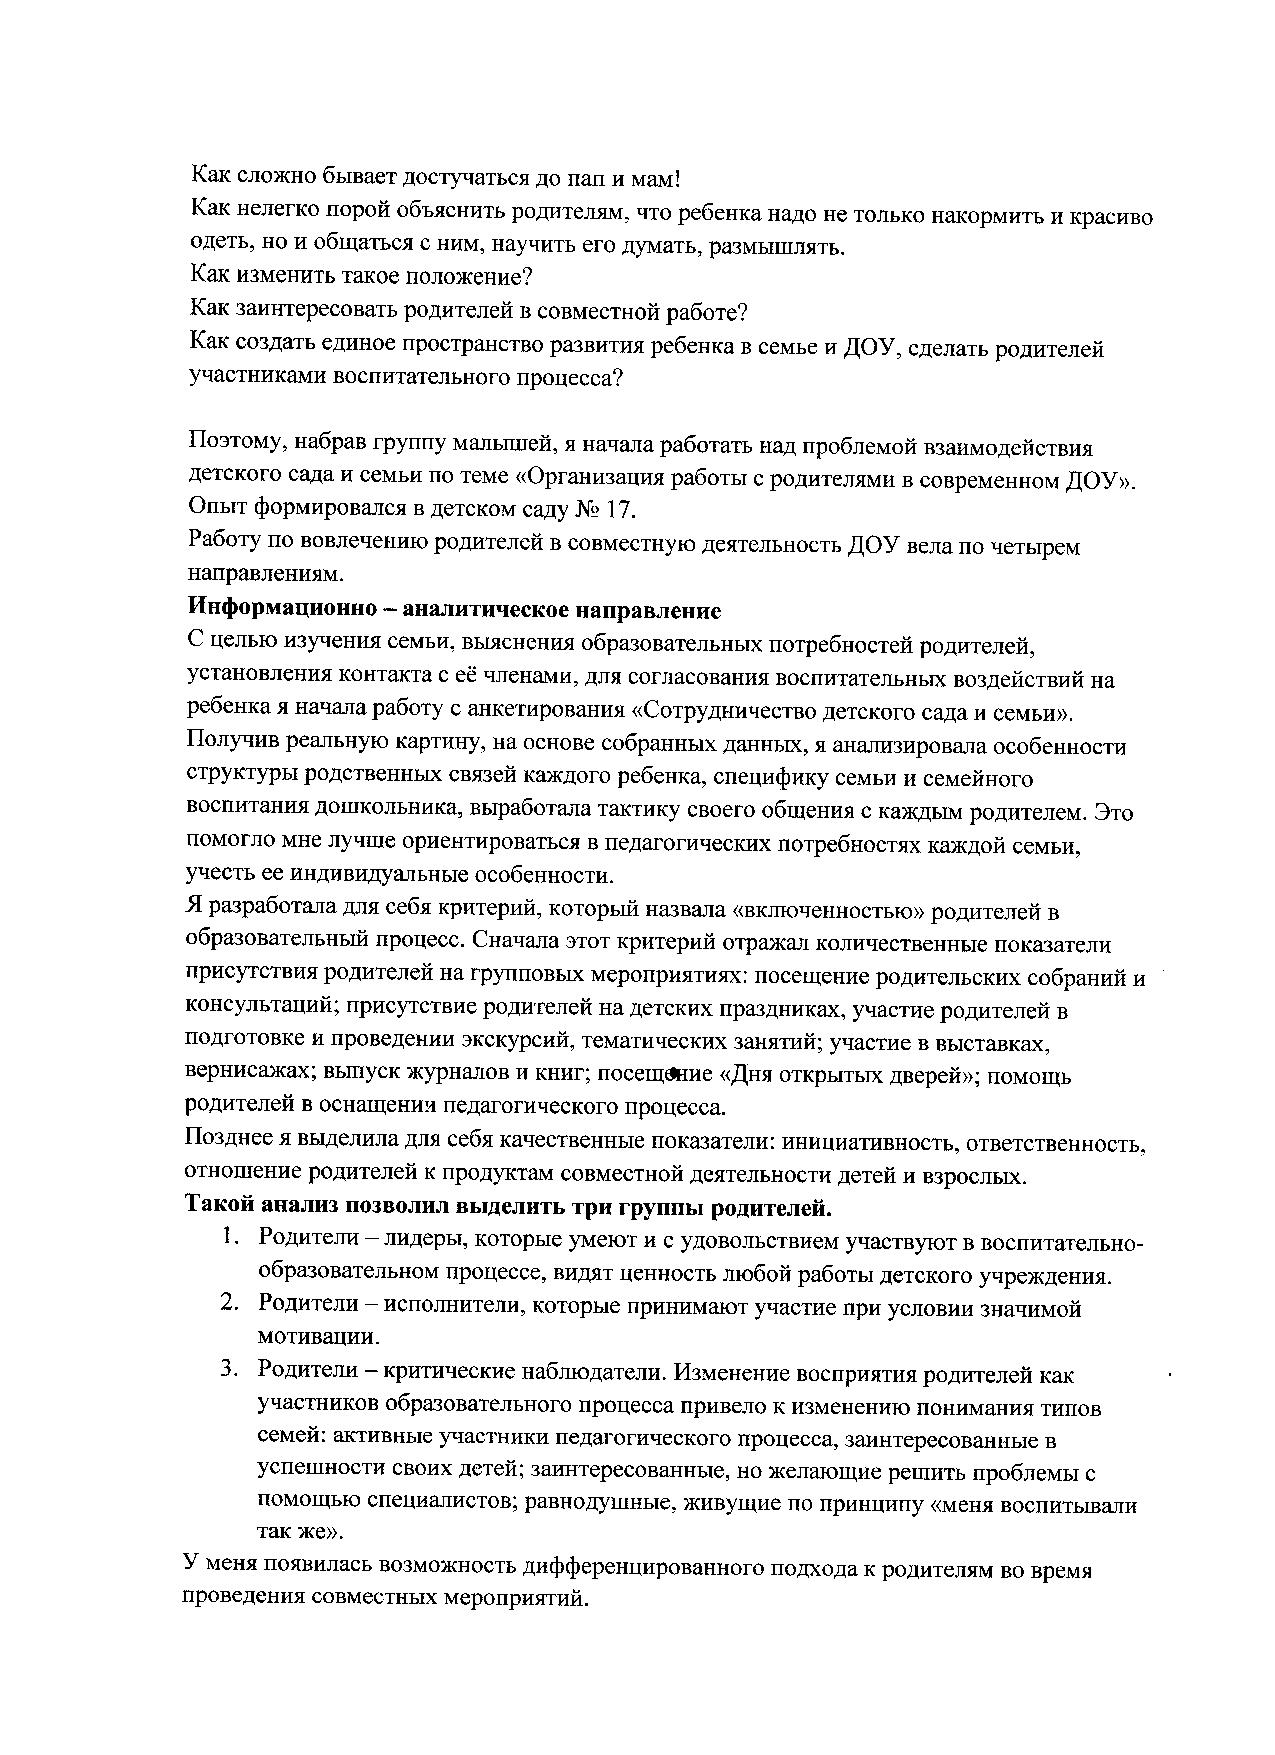 Как сложно бывает достучаться до пап и мам!
Как нелегко порой объяснить родителям, что ребенка надо не только накормить и красиво
одеть, но и общаться с ним, научить его думать, размышлять.
Как изменить такое положение?
Как заинтересовать родителей в совместной работе?
Как создать единое пространство развития ребенка в семье и ДОУ, сделать родителей
участниками воспитательного процесса?
Поэтому, набрав группу малышей, я начала работать над проблемой взаимодействия
детского сада и семьи по теме «Организация работы с родителями в современном ДОУ».
Опыт формировался в детском саду № 17.
Работу по вовлечению родителей в совместную деятельность ДОУ вела по четырем
направлениям.
Информационно – аналитическое направление
С целью изучения семьи, выяснения образовательных потребностей родителей,
установления контакта с её членами, для согласования воспитательных воздействий на
ребенка я начала работу с анкетирования «Сотрудничество детского сада и семьи».
Получив реальную картину, на основе собранных данных, я анализировала особенности
структуры родственных связей каждого ребенка, специфику семьи и семейного
воспитания дошкольника, выработала тактику своего общения с каждым родителем. Это
помогло мне лучше ориентироваться в педагогических потребностях каждой семьи,
учесть ее индивидуальные особенности.
Я разработала для себя критерий, который назвала «включенностью» родителей в
образовательный процесс. Сначала этот критерий отражал количественные показатели
присутствия родителей на групповых мероприятиях: посещение родительских собраний и
консультаций; присутствие родителей на детских праздниках, участие родителей в
подготовке и проведении экскурсий, тематических занятий; участие в выставках,
вернисажах; выпуск журналов и книг; посещение «Дня открытых дверей»; помощь
родителей в оснащении педагогического процесса.
Позднее я выделила для себя качественные показатели: инициативность, ответственность,
отношение родителей к продуктам совместной деятельности детей и взрослых.
Такой анализ позволил выделить три группы родителей.
1. Родители – лидеры, которые умеют и с удовольствием участвуют в воспитательно-
образовательном процессе, видят ценность любой работы детского учреждения.
2. Родители – исполнители, которые принимают участие при условии значимой
мотивации.
3. Родители – критические наблюдатели. Изменение восприятия родителей как
участников образовательного процесса привело к изменению понимания типов
семей: активные участники педагогического процесса, заинтересованные в
успешности своих детей; заинтересованные, но желающие решить проблемы с
помощью специалистов; равнодушные, живущие по принципу «меня воспитывали
так же».
У меня появилась возможность дифференцированного подхода к родителям во время
проведения совместных мероприятий.